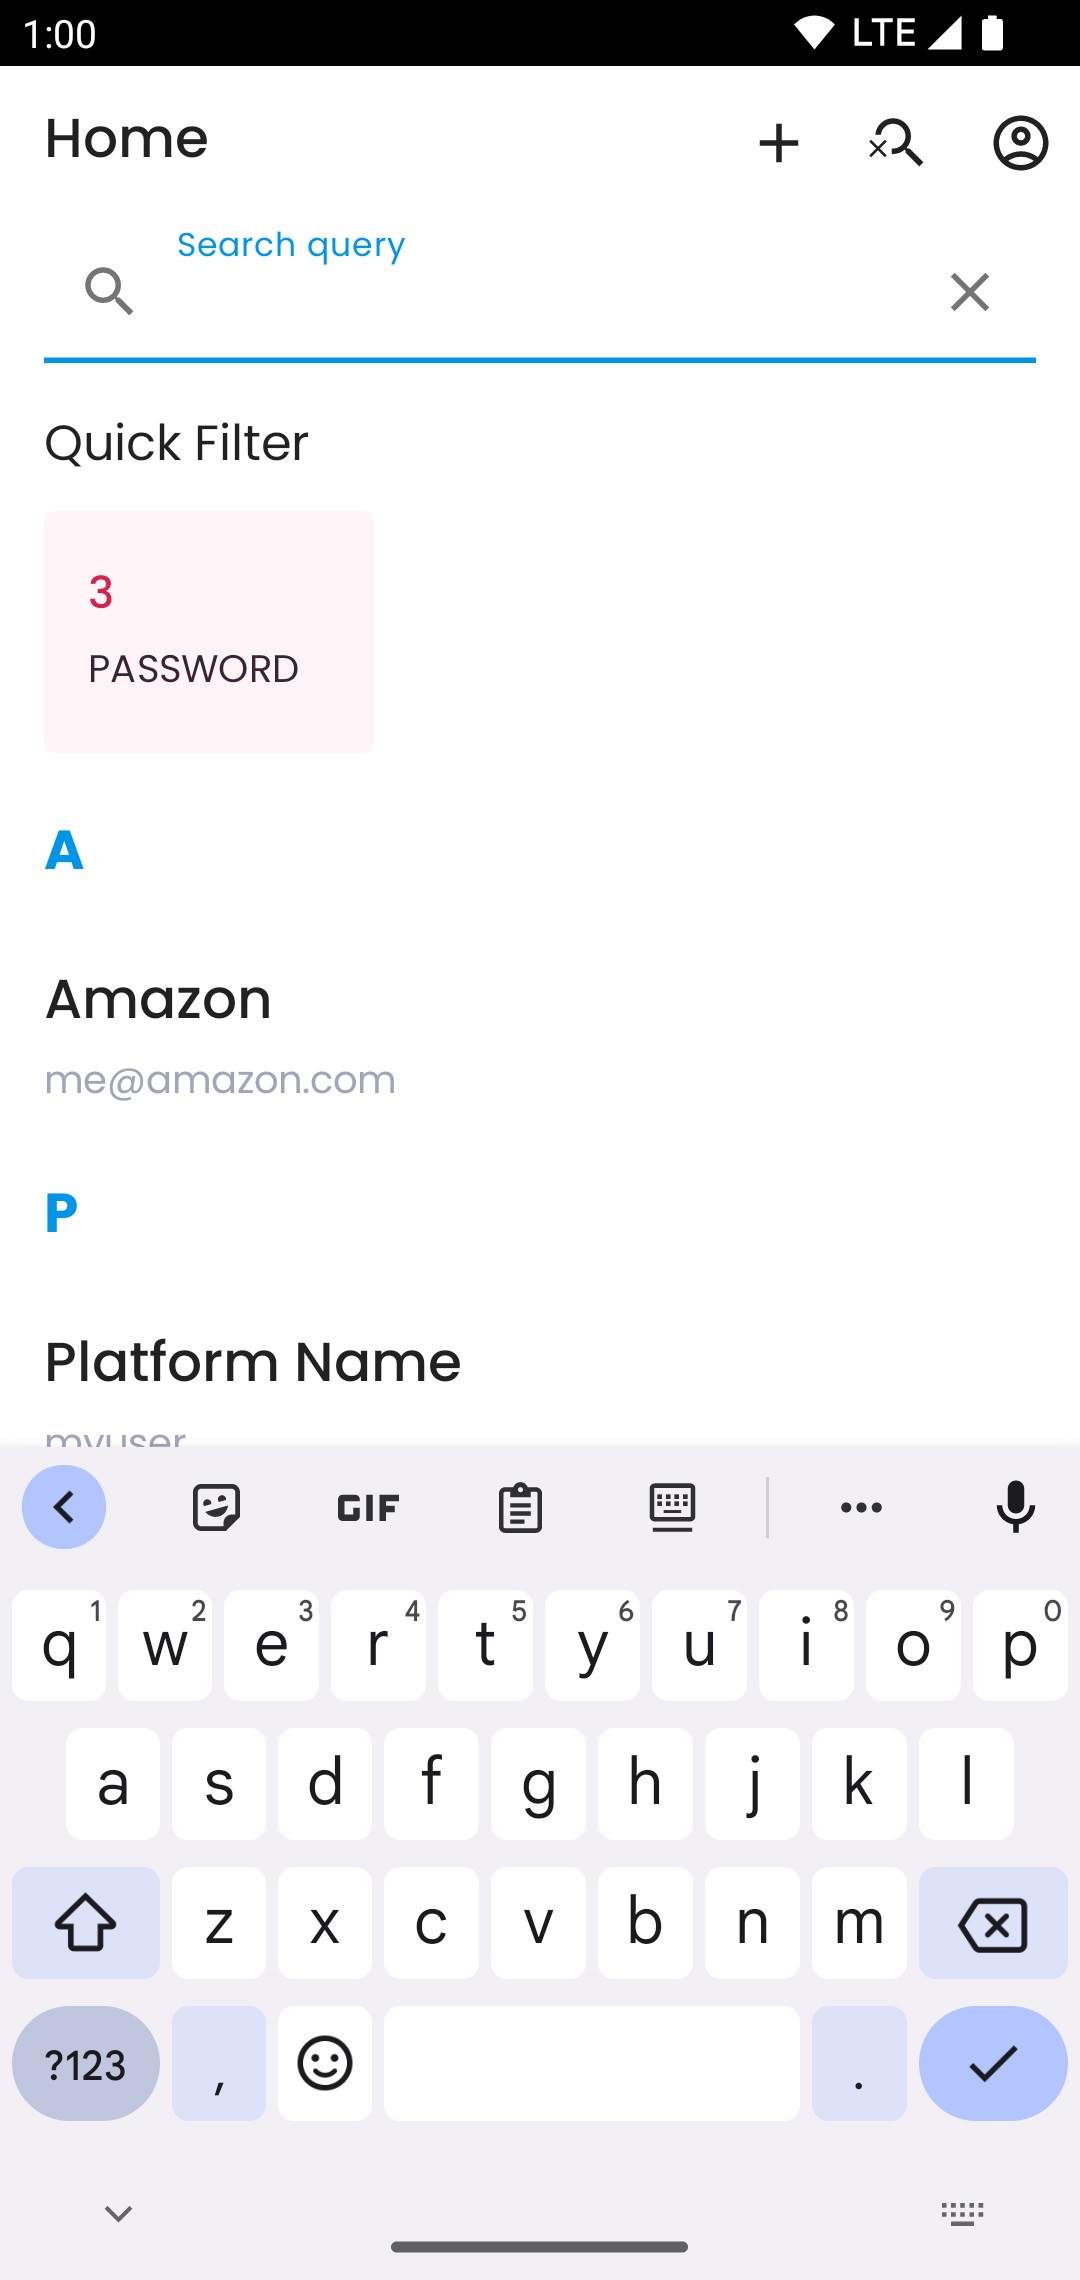 1:00 LTE
Home
Search query
Quick Filter
3
PASSWORD
A
Amazon
me@amazon.com
P
Platform Name
myuser
GIF
q 1 w 2 e 3 r 4 t 5 y 6 u 7 i 8 o 9 p 0
a s d f g h j k l
z x c v b n m
?123 , .